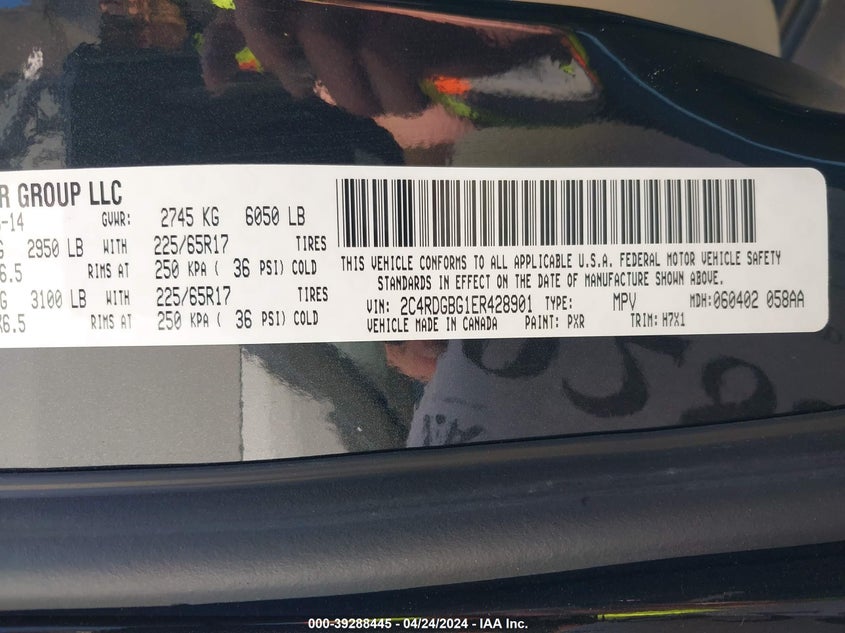 R GROUP LLC
-14 GVWR: 2745 KG 6050 LB
G 2950 LB WITH 225/65R17 TIRES
6.5 RIMS AT 250 KPA ( 36 PSI) COLD
G 3100 LB WITH 225/65R17 TIRES
6.5 RIMS AT 250 KPA ( 36 PSI) COLD
THIS VEHICLE CONFORMS TO ALL APPLICABLE U.S.A. FEDERAL MOTOR VEHICLE SAFETY
STANDARDS IN EFFECT ON THE DATE OF MANUFACTURE SHOWN ABOVE.
VIN: 2C4RDGBG1ER428901 TYPE: MPV MDH: 060402 058AA
VEHICLE MADE IN CANADA PAINT: PXR TRIM: H7X1
000-39288445 - 04/24/2024 - IAA Inc.